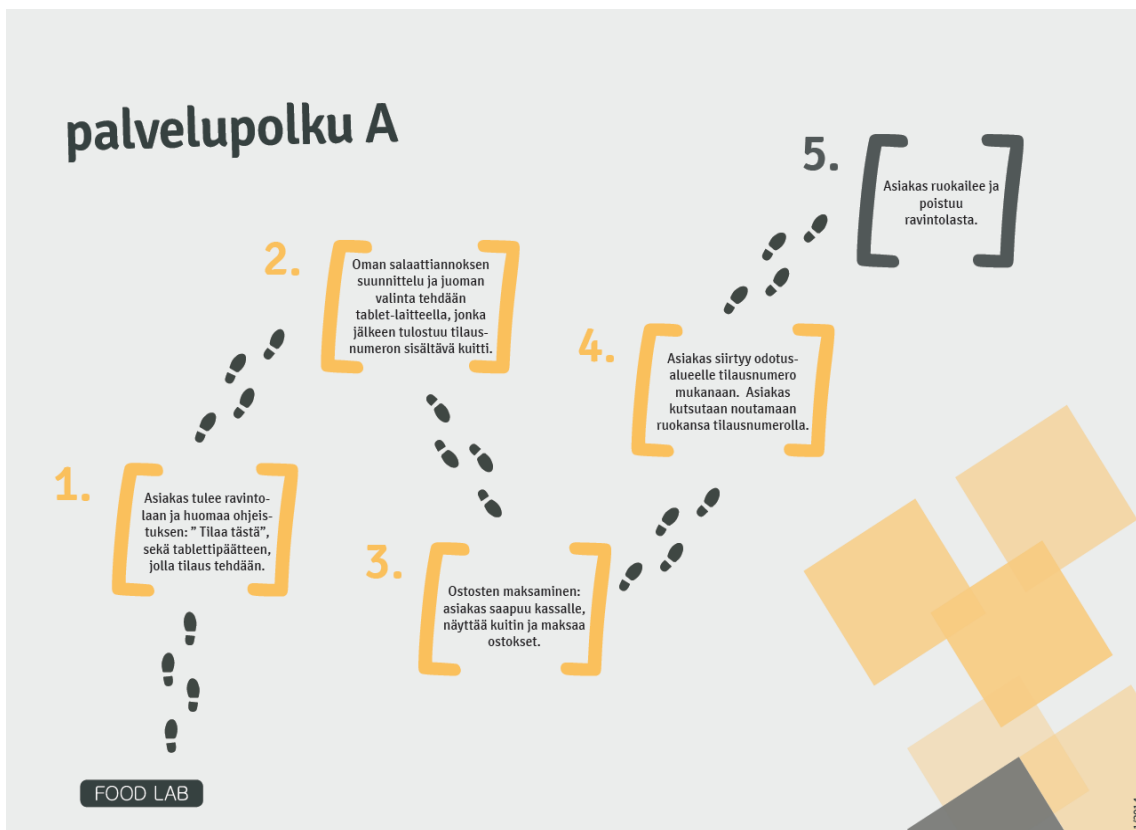 palvelupolku A
1.
Asiakas tulee ravinto-
laan ja huomaa ohjeis-
tuksen: ” Tilaa tästä”,
sekä tablettipäätteen,
jolla tilaus tehdään.
2.
Oman salaattiannoksen
suunnittelu ja juoman
valinta tehdään
tablet-laitteella, jonka
jälkeen tulostuu tilaus-
numeron sisältävä kuitti.
3.
Ostosten maksaminen:
asiakas saapuu kassalle,
näyttää kuitin ja maksaa
ostokset.
4.
Asiakas siirtyy odotus-
alueelle tilausnumero
mukanaan.  Asiakas
kutsutaan noutamaan
ruokansa tilausnumerolla.
5.
Asiakas ruokailee ja
poistuu
ravintolasta.
FOOD LAB